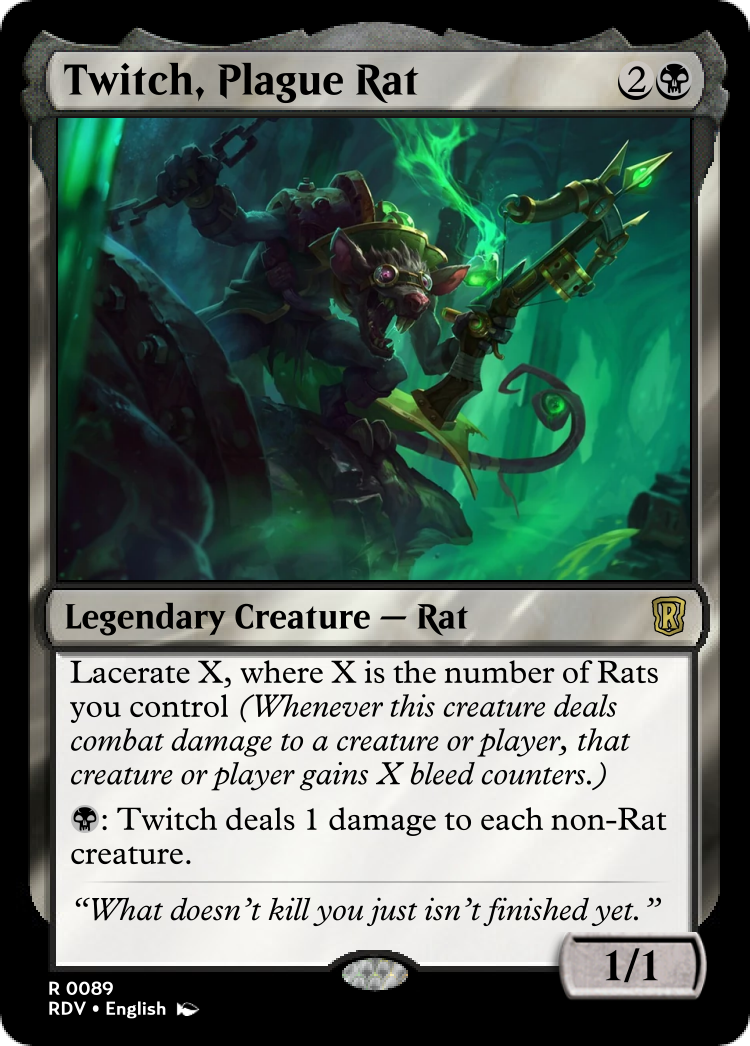 Twitch, Plague Rat
2
Legendary Creature — Rat
R
Lacerate X, where X is the number of Rats
you control (Whenever this creature deals
combat damage to a creature or player, that
creature or player gains X bleed counters.)
: Twitch deals 1 damage to each non-Rat
creature.
“What doesn’t kill you just isn’t finished yet.”
1/1
R 0089
RDV • English